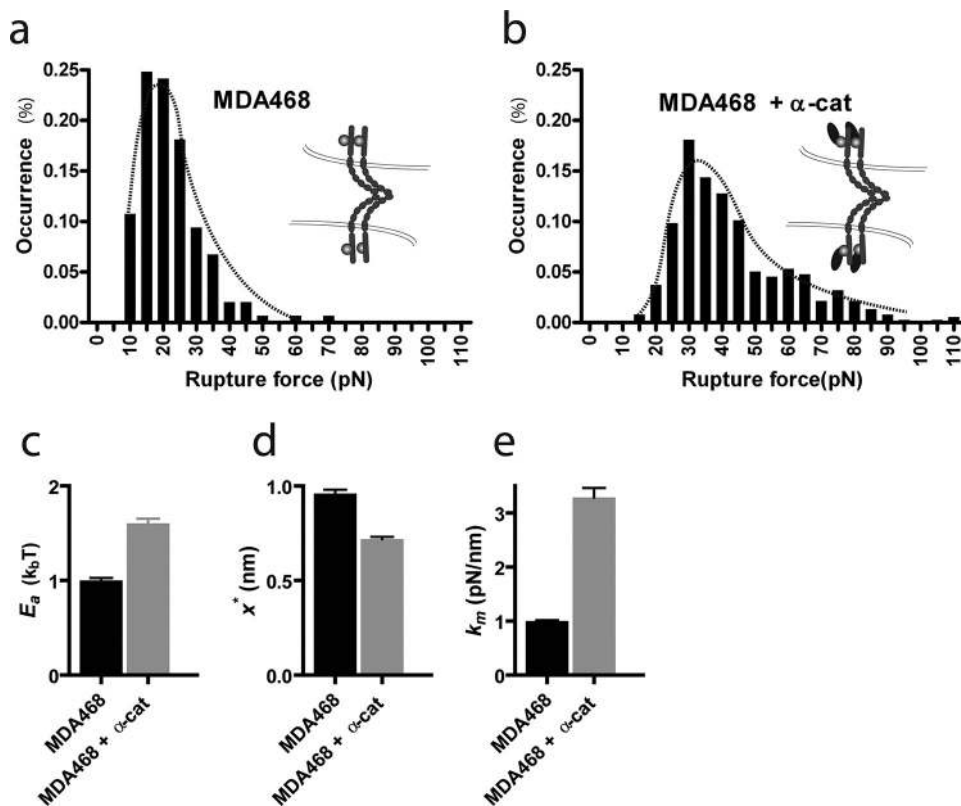 a
MDA468
Occurrence (%)
0.25
0.20
0.15
0.10
0.05
0.00
0 10 20 30 40 50 60 70 80 90 100 110
Rupture force (pN)
b
MDA468 + α-cat
Occurrence (%)
0.25
0.20
0.15
0.10
0.05
0.00
0 10 20 30 40 50 60 70 80 90 100 110
Rupture force(pN)
c
Ea (kbT)
2
1
0
MDA468
MDA468 + α-cat
d
x* (nm)
1.0
0.5
0.0
MDA468
MDA468 + α-cat
e
km (pN/nm)
3
2
1
0
MDA468
MDA468 + α-cat